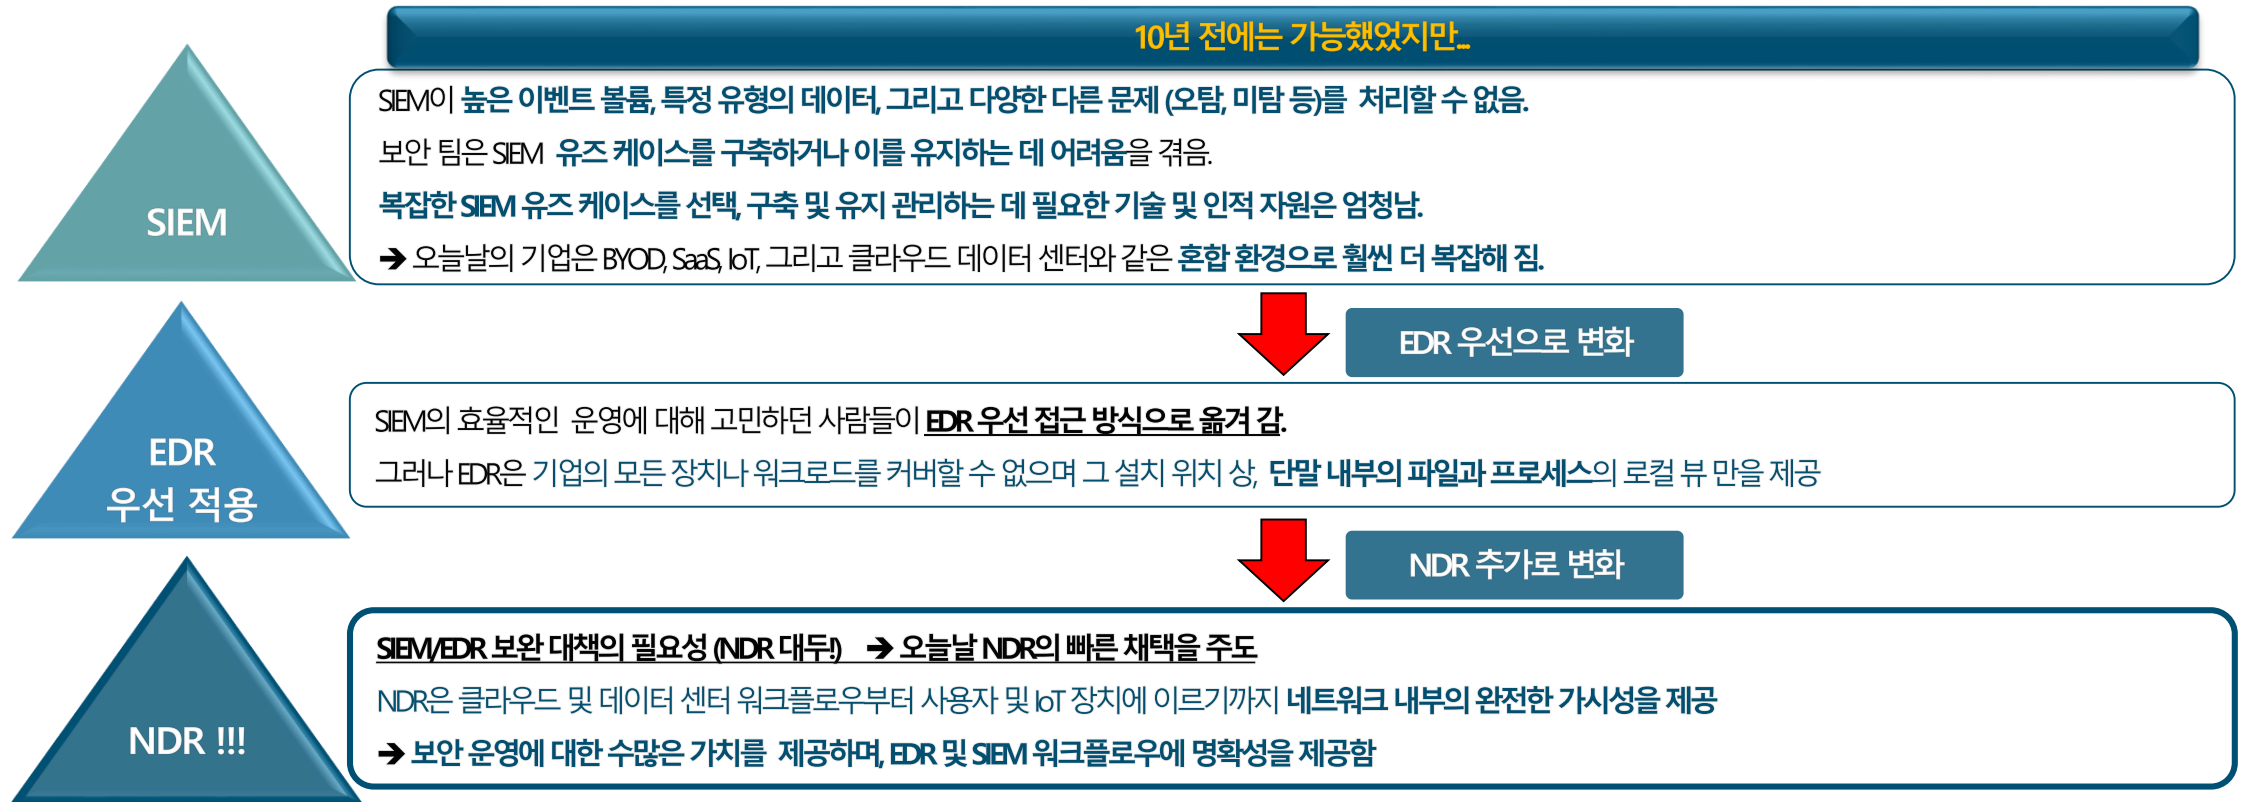 10년 전에는 가능했었지만...
SIEM
SIEM이 높은 이벤트 볼륨, 특정 유형의 데이터, 그리고 다양한 다른 문제 (오탐, 미탐 등)를 처리할 수 없음.
보안 팀은 SIEM 유즈 케이스를 구축하거나 이를 유지하는 데 어려움을 겪음.
복잡한 SIEM 유즈 케이스를 선택, 구축 및 유지 관리하는 데 필요한 기술 및 인적 자원은 엄청남.
➔ 오늘날의 기업은 BYOD, SaaS, IoT, 그리고 클라우드 데이터 센터와 같은 혼합 환경으로 훨씬 더 복잡해 짐.
EDR 우선으로 변화
EDR
우선 적용
SIEM의 효율적인 운영에 대해 고민하던 사람들이 EDR 우선 접근 방식으로 옮겨 감.
그러나 EDR은 기업의 모든 장치나 워크로드를 커버할 수 없으며 그 설치 위치 상, 단말 내부의 파일과 프로세스의 로컬 뷰 만을 제공
NDR 추가로 변화
NDR !!!
SIEM/EDR 보완 대책의 필요성 (NDR 대두!) ➔ 오늘날 NDR의 빠른 채택을 주도
NDR은 클라우드 및 데이터 센터 워크플로우부터 사용자 및 IoT 장치에 이르기까지 네트워크 내부의 완전한 가시성을 제공
➔ 보안 운영에 대한 수많은 가치를 제공하며, EDR 및 SIEM 워크플로우에 명확성을 제공함